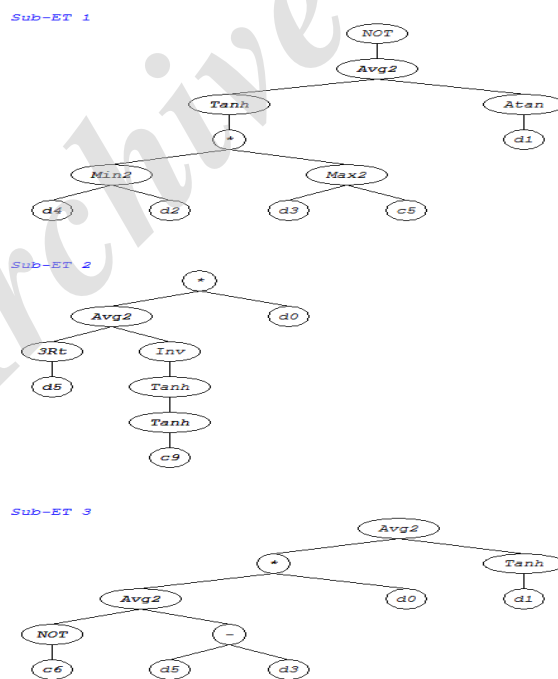 Sub-ET 1
NOT
Avg2
Tanh Atan
* d1
Min2 Max2
d4 d2 d3 c5
Sub-ET 2
*
Avg2 d0
3Rt Inv
d5 Tanh
Tanh
c9
Sub-ET 3
Avg2
* Tanh
Avg2 d0 d1
NOT -
c6 d5 d3
Archive